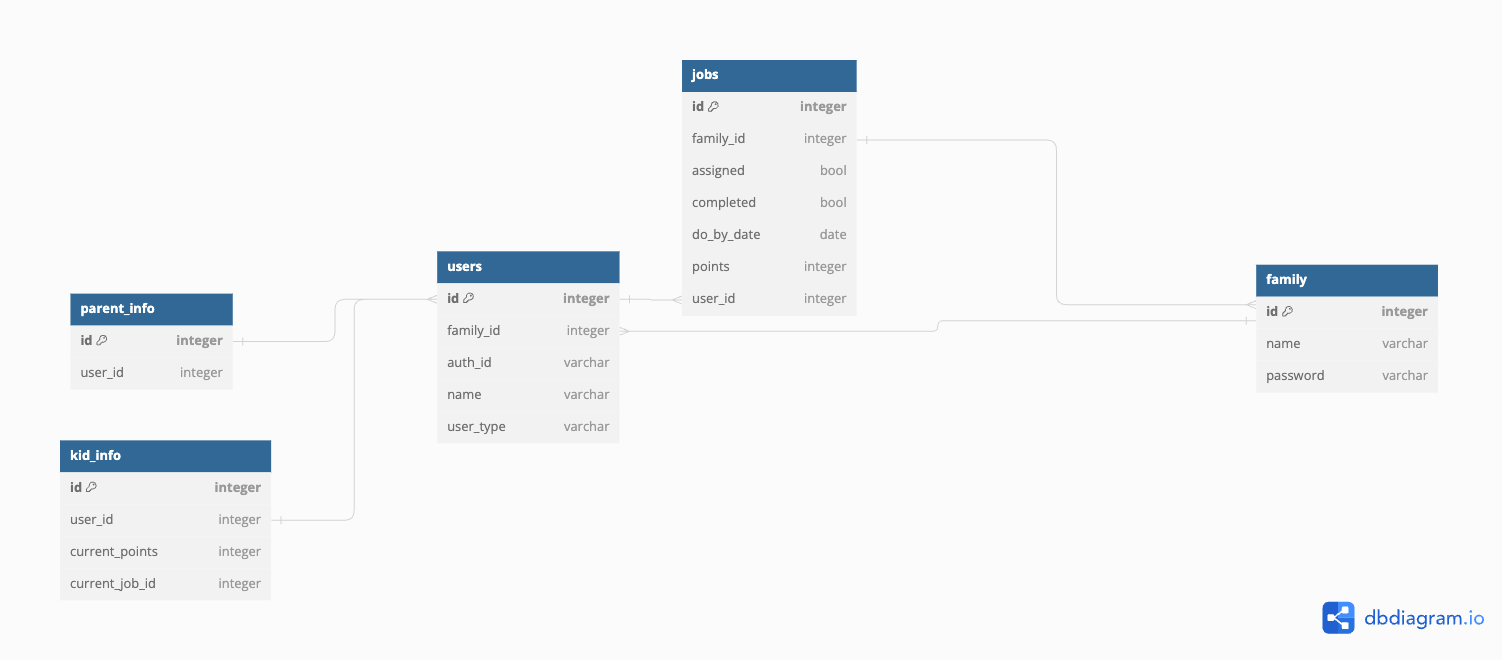 jobs
id integer
family_id integer
assigned bool
completed bool
do_by_date date
points integer
user_id integer
users
id integer
family_id integer
auth_id varchar
name varchar
user_type varchar
family
id integer
name varchar
password varchar
parent_info
id integer
user_id integer
kid_info
id integer
user_id integer
current_points integer
current_job_id integer
dbdiagram.io